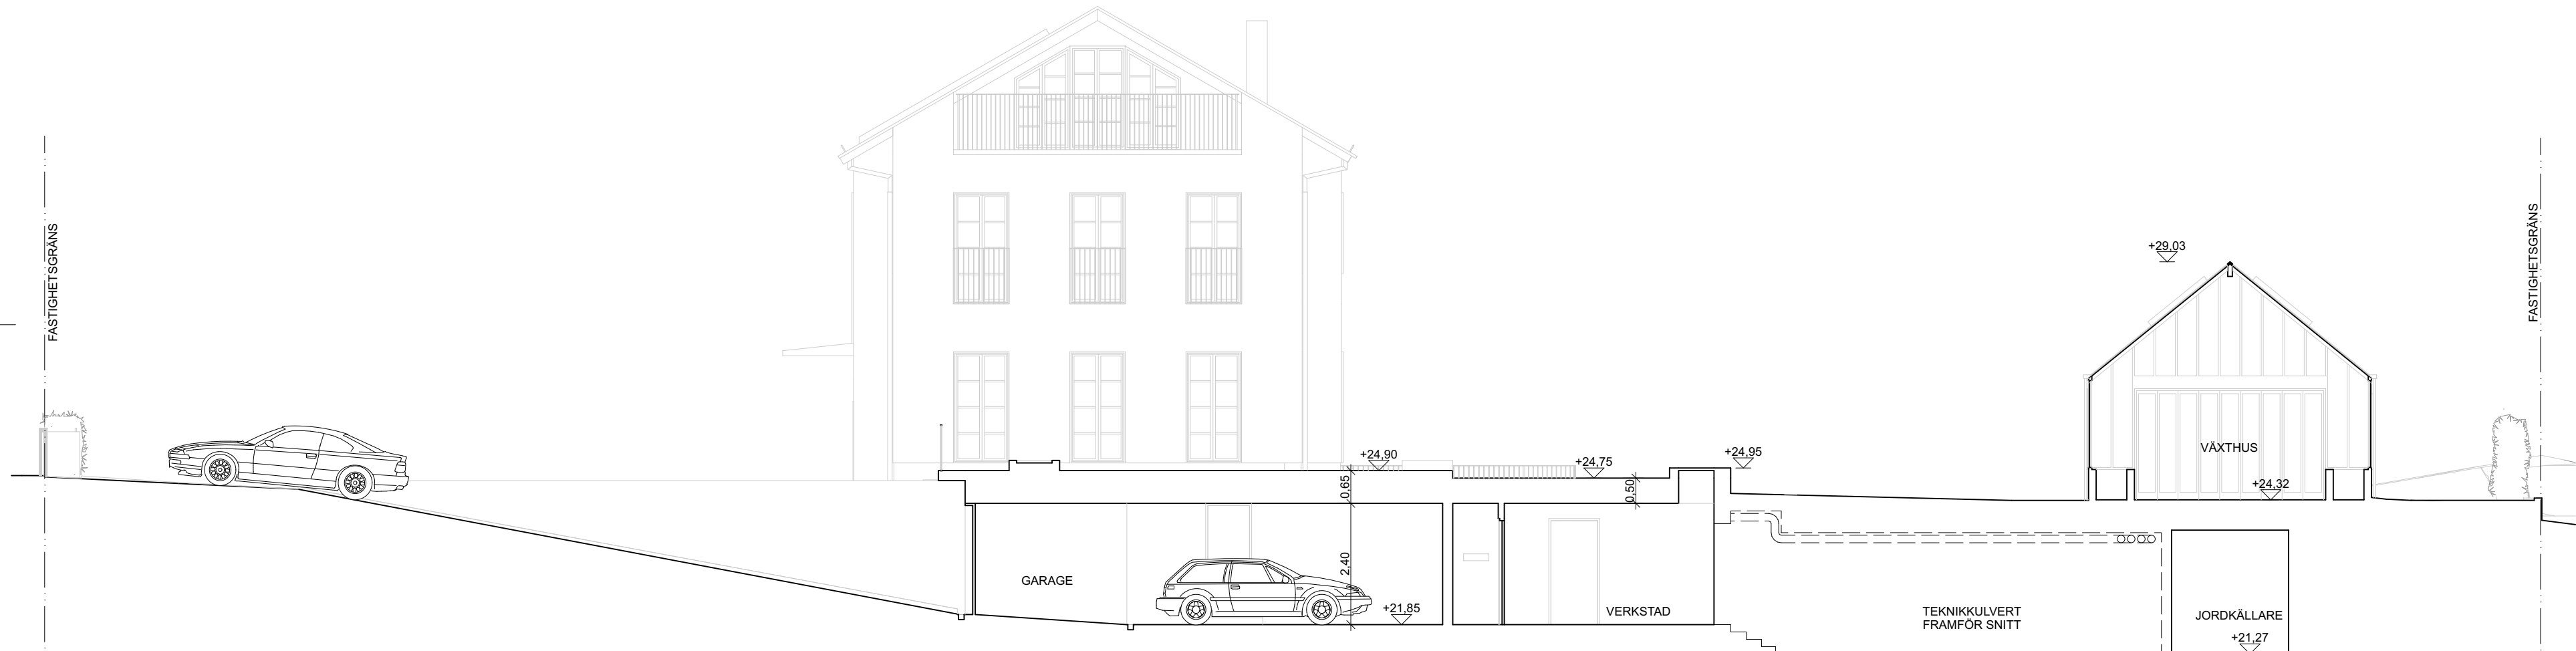 FASTIGHETSGRÄNS
FASTIGHETSGRÄNS
+29,03
VÄXTHUS
+24,90
+24,75
+24,95
0,65
0,50
+24,32
2,40
GARAGE
+21,85
VERKSTAD
TEKNIKKULVERT
FRAMFÖR SNITT
JORDKÄLLARE
+21,27